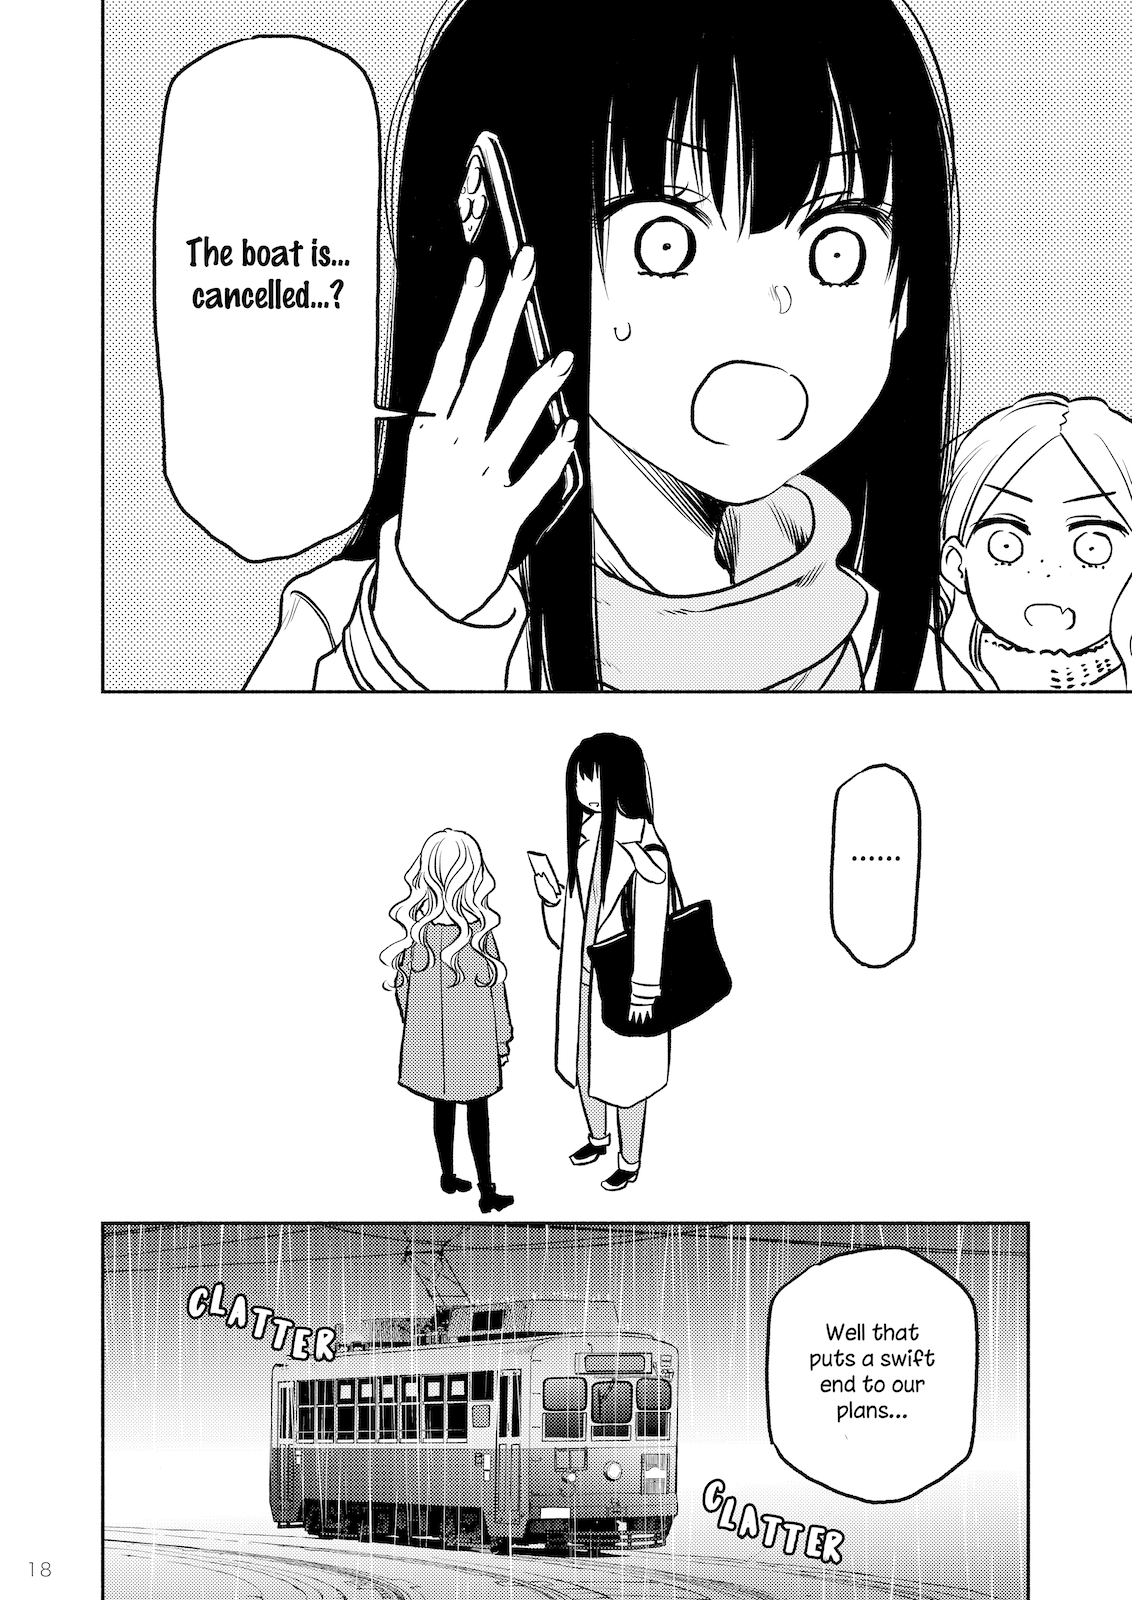 The boat is...
cancelled...?
......
CLATTER
Well that
puts a swift
end to our
plans...
CLATTER
18